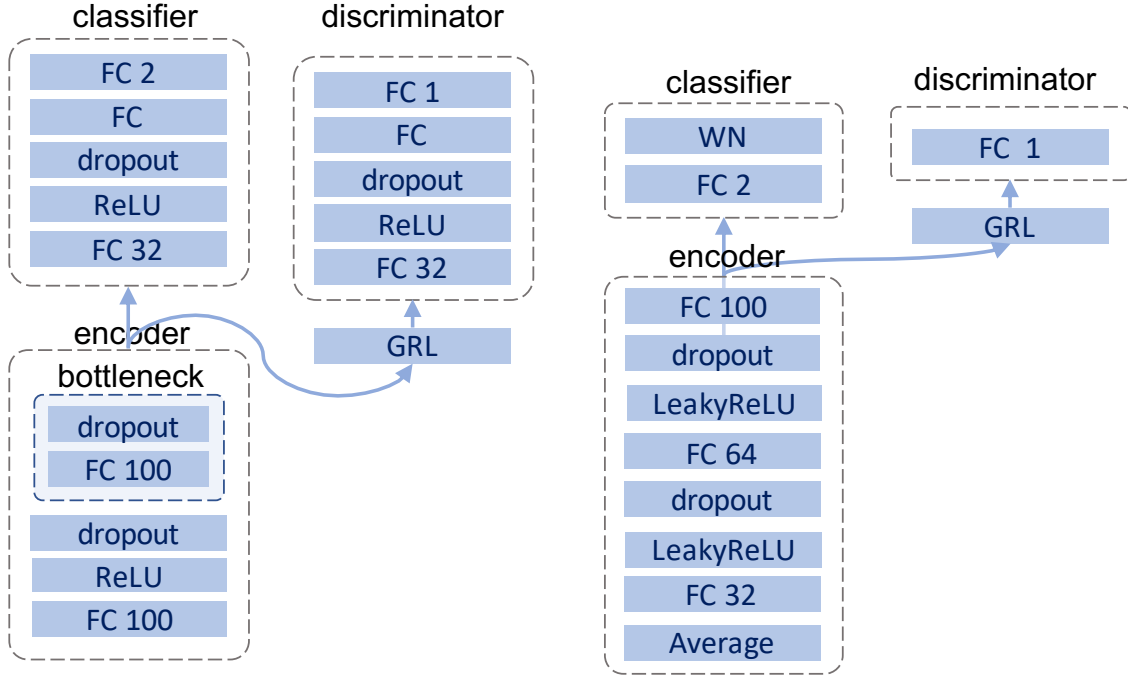 classifier
FC 2
FC
dropout
ReLU
FC 32
encoder
bottleneck
dropout
FC 100
dropout
ReLU
FC 100
discriminator
FC 1
FC
dropout
ReLU
FC 32
GRL
classifier
WN
FC 2
encoder
FC 100
dropout
LeakyReLU
FC 64
dropout
LeakyReLU
FC 32
Average
discriminator
FC 1
GRL